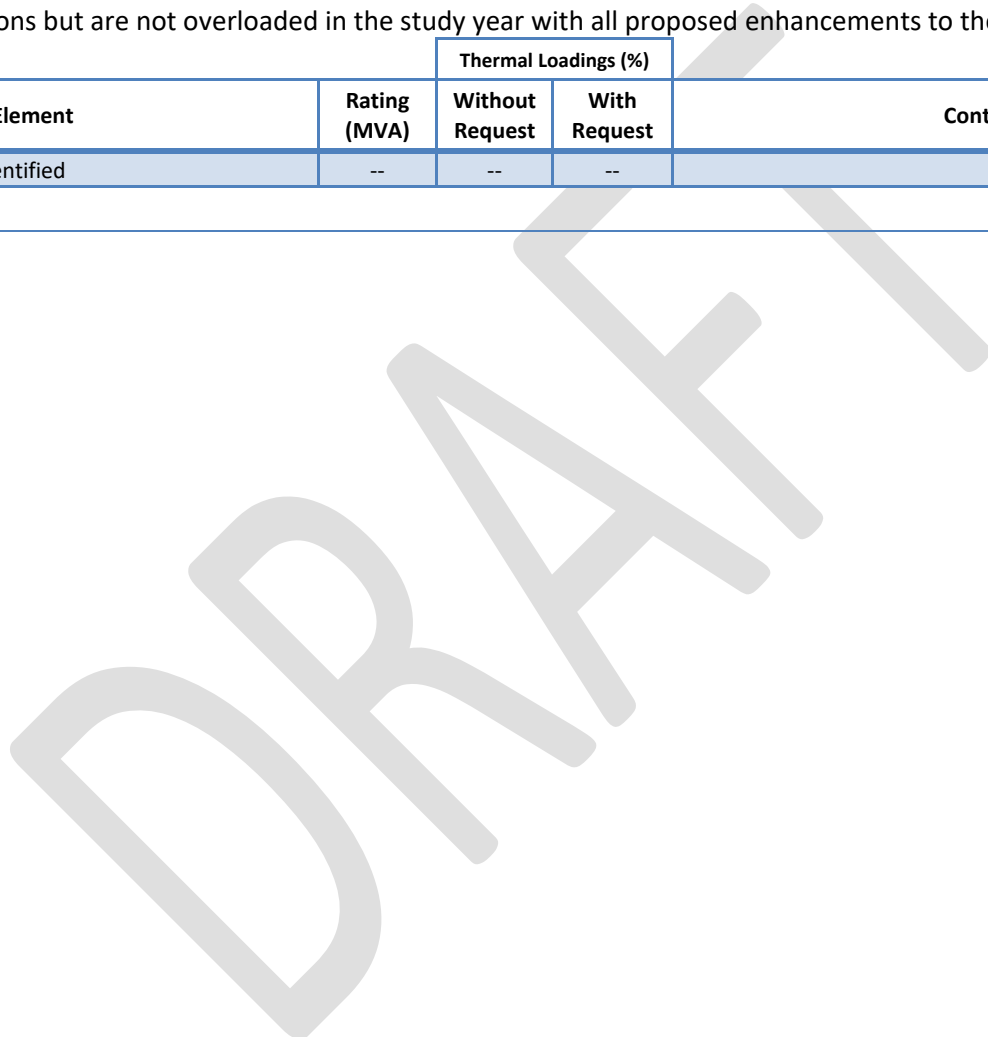 ons but are not overloaded in the study year with all proposed enhancements to the
Thermal Loadings (%)
Element Rating (MVA) Without Request With Request Cont
entified -- -- --
DRAFT